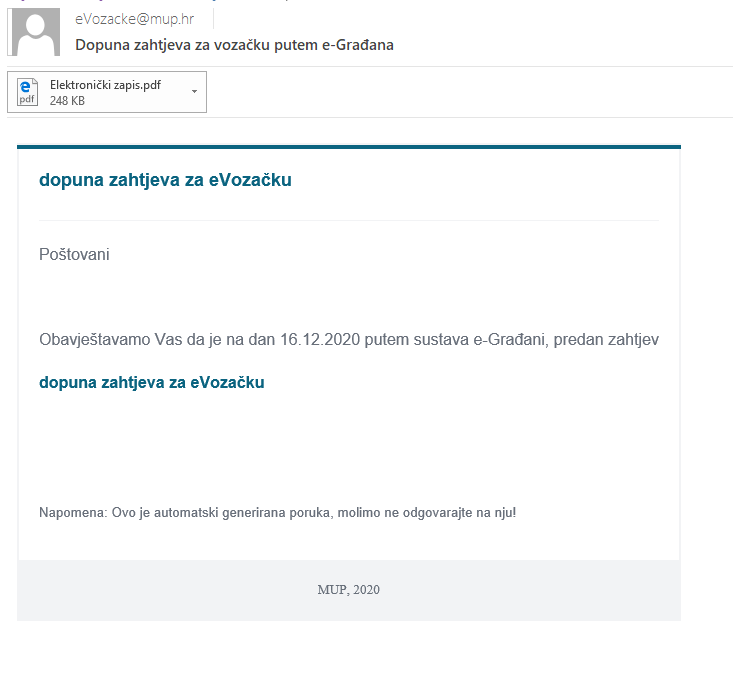 eVozacke@mup.hr
Dopuna zahtjeva za vozačku putem e-Građana
Elektronički zapis.pdf
pdf
248 KB
dopuna zahtjeva za eVozačku
Poštovani
Obavještavamo Vas da je na dan 16.12.2020 putem sustava e-Građani, predan zahtjev
dopuna zahtjeva za eVozačku
Napomena: Ovo je automatski generirana poruka, molimo ne odgovarajte na nju!
MUP, 2020